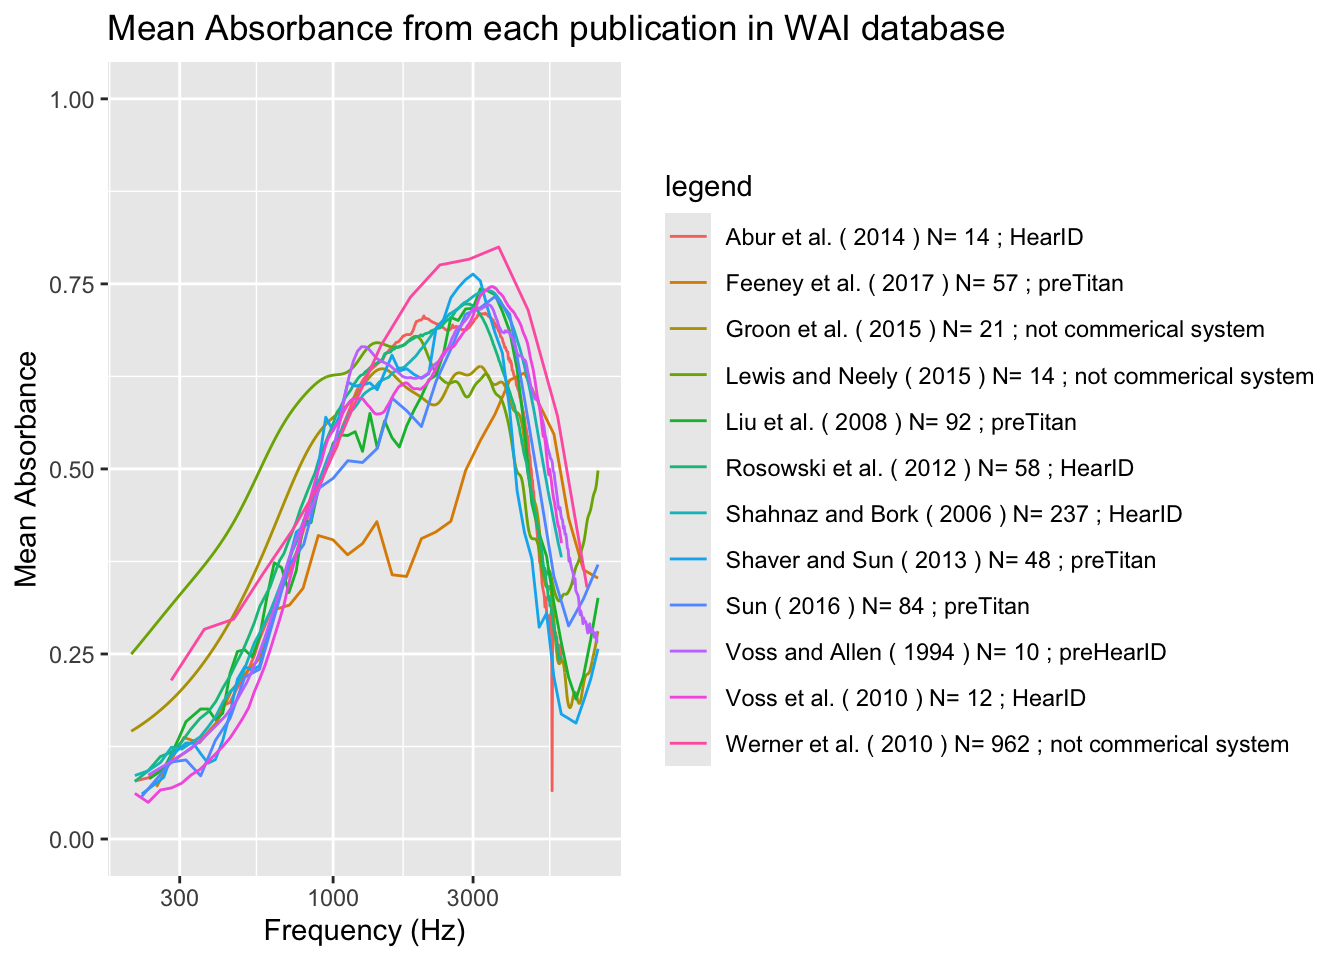 Mean Absorbance from each publication in WAI database
1.00
0.75
0.50
0.25
0.00
Mean Absorbance
300
1000
3000
Frequency (Hz)
legend
Abur et al. ( 2014 ) N= 14 ; HearID
Feeney et al. ( 2017 ) N= 57 ; preTitan
Groon et al. ( 2015 ) N= 21 ; not commerical system
Lewis and Neely ( 2015 ) N= 14 ; not commerical system
Liu et al. ( 2008 ) N= 92 ; preTitan
Rosowski et al. ( 2012 ) N= 58 ; HearID
Shahnaz and Bork ( 2006 ) N= 237 ; HearID
Shaver and Sun ( 2013 ) N= 48 ; preTitan
Sun ( 2016 ) N= 84 ; preTitan
Voss and Allen ( 1994 ) N= 10 ; preHearID
Voss et al. ( 2010 ) N= 12 ; HearID
Werner et al. ( 2010 ) N= 962 ; not commerical system